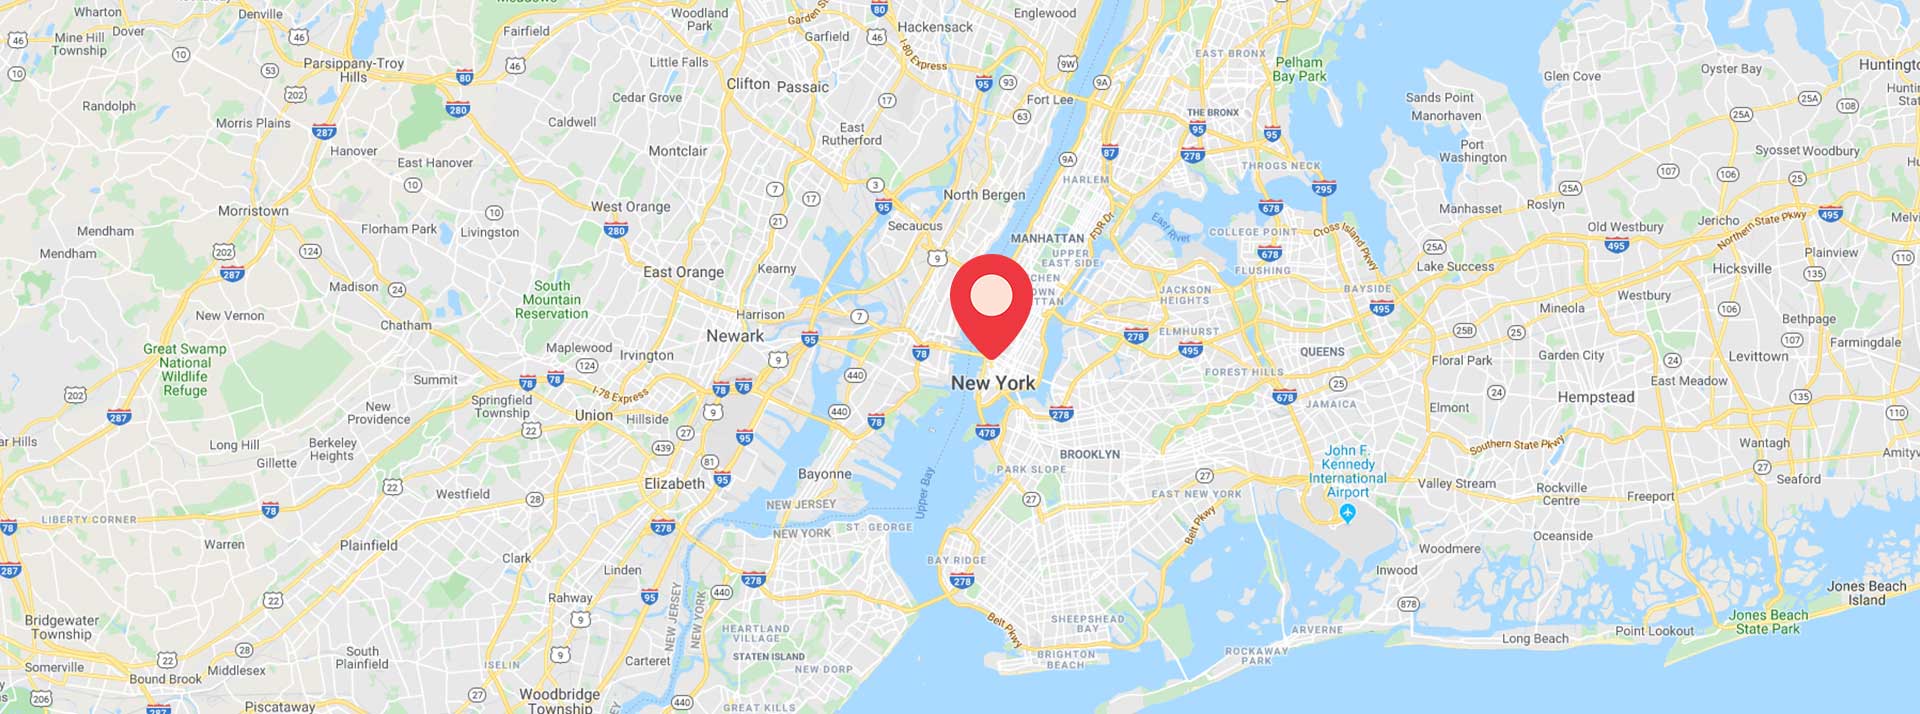 Wharton
Denville
Woodland
Park
Garden St
80
Hackensack
Englewood
46
Mine Hill
Township
Dover
46
Fairfield
Garfield
46
I-80 Express
9W
EAST BRONX
Pelham
Bay Park
Glen Cove
Oyster Bay
10
10
53
Parsippany-Troy
Hills
80
46
Little Falls
Clifton
Passaic
95
93
9A
Sands Point
Manorhaven
25A
108
Randolph
202
280
Cedar Grove
17
Fort Lee
63
THE BRONX
95
95
25A
Morris Plains
287
Caldwell
East
Rutherford
Hanover
East Hanover
Montclair
9A
87
278
THROGS NECK
Port
Washington
Syosset
Woodbury
10
7
17
3
North Bergen
HARLEM
295
25A
107
106
25
Morristown
10
West Orange
95
678
Manhasset
Roslyn
Jericho
495
Mendham
Florham Park
Livingston
280
21
Secaucus
MANHATTAN
FDR Dr
East River
COLLEGE POINT
Cross Island Pkwy
Old Westbury
Northern State Pkwy
Mendham
202
124
9
UPPER
EAST SIDE
678
25A
495
Plainview
110
287
East Orange
Kearny
FLUSHING
Lake Success
Hicksville
135
Madison
24
South
Mountain
Reservation
JACKSON
HEIGHTS
BAYSIDE
Westbury
New Vernon
Harrison
7
495
Mineola
106
Bethpage
Chatham
Newark
95
278
ELMHURST
25B
25
107
Farmingdale
Great Swamp
National
Wildlife
Refuge
Maplewood
Irvington
9
78
495
QUEENS
Floral Park
Garden City
24
Levittown
124
440
FOREST HILLS
East Meadow
202
Summit
78
78
I-78 Express
78
78
New York
25
24
287
New
Providence
Springfield
Township
Union
Hillside
9
440
78
278
678
JAMAICA
Elmont
Hempstead
135
110
22
27
95
478
Long Hill
Berkeley
Heights
439
BROOKLYN
Southern State Pkwy
Wantagh
Gillette
81
Bayonne
PARK SLOPE
John F.
Kennedy
International
Airport
27
22
Westfield
28
Elizabeth
95
Upper Bay
27
27
EAST NEW YORK
Valley Stream
Rockville
Centre
Freeport
Seaford
LIBERTY CORNER
78
78
278
NEW JERSEY
NEW YORK
ST. GEORGE
Belt Pkwy
Warren
Plainfield
Clark
BAY RIDGE
Woodmere
Oceanside
287
Linden
278
278
Inwood
Jones Beach
Island
22
Rahway
95
440
878
Bridgewater
Township
9
NEW JERSEY
NEW YORK
HEARTLAND
VILLAGE
Belt Pkwy
SHEEPSHEAD
BAY
ARVERNE
Long Beach
Point Lookout
Jones Beach
State Park
28
Somerville
22
Middlesex
South
Plainfield
ISELIN
9
Carteret
STATEN ISLAND
NEW DORP
BRIGHTON
BEACH
ROCKAWAY
PARK
Bound Brook
206
287
Piscataway
27
Woodbridge
Township
440
GREAT KILLS